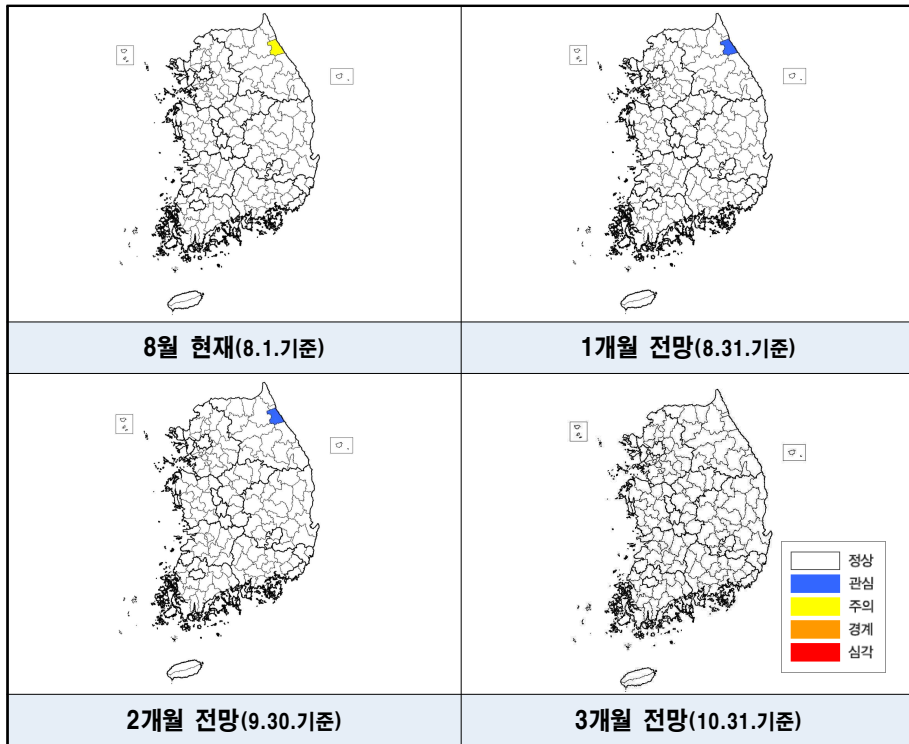 8월 현재(8.1.기준)
1개월 전망(8.31.기준)
정상
관심
주의
경계
심각
2개월 전망(9.30.기준)
3개월 전망(10.31.기준)